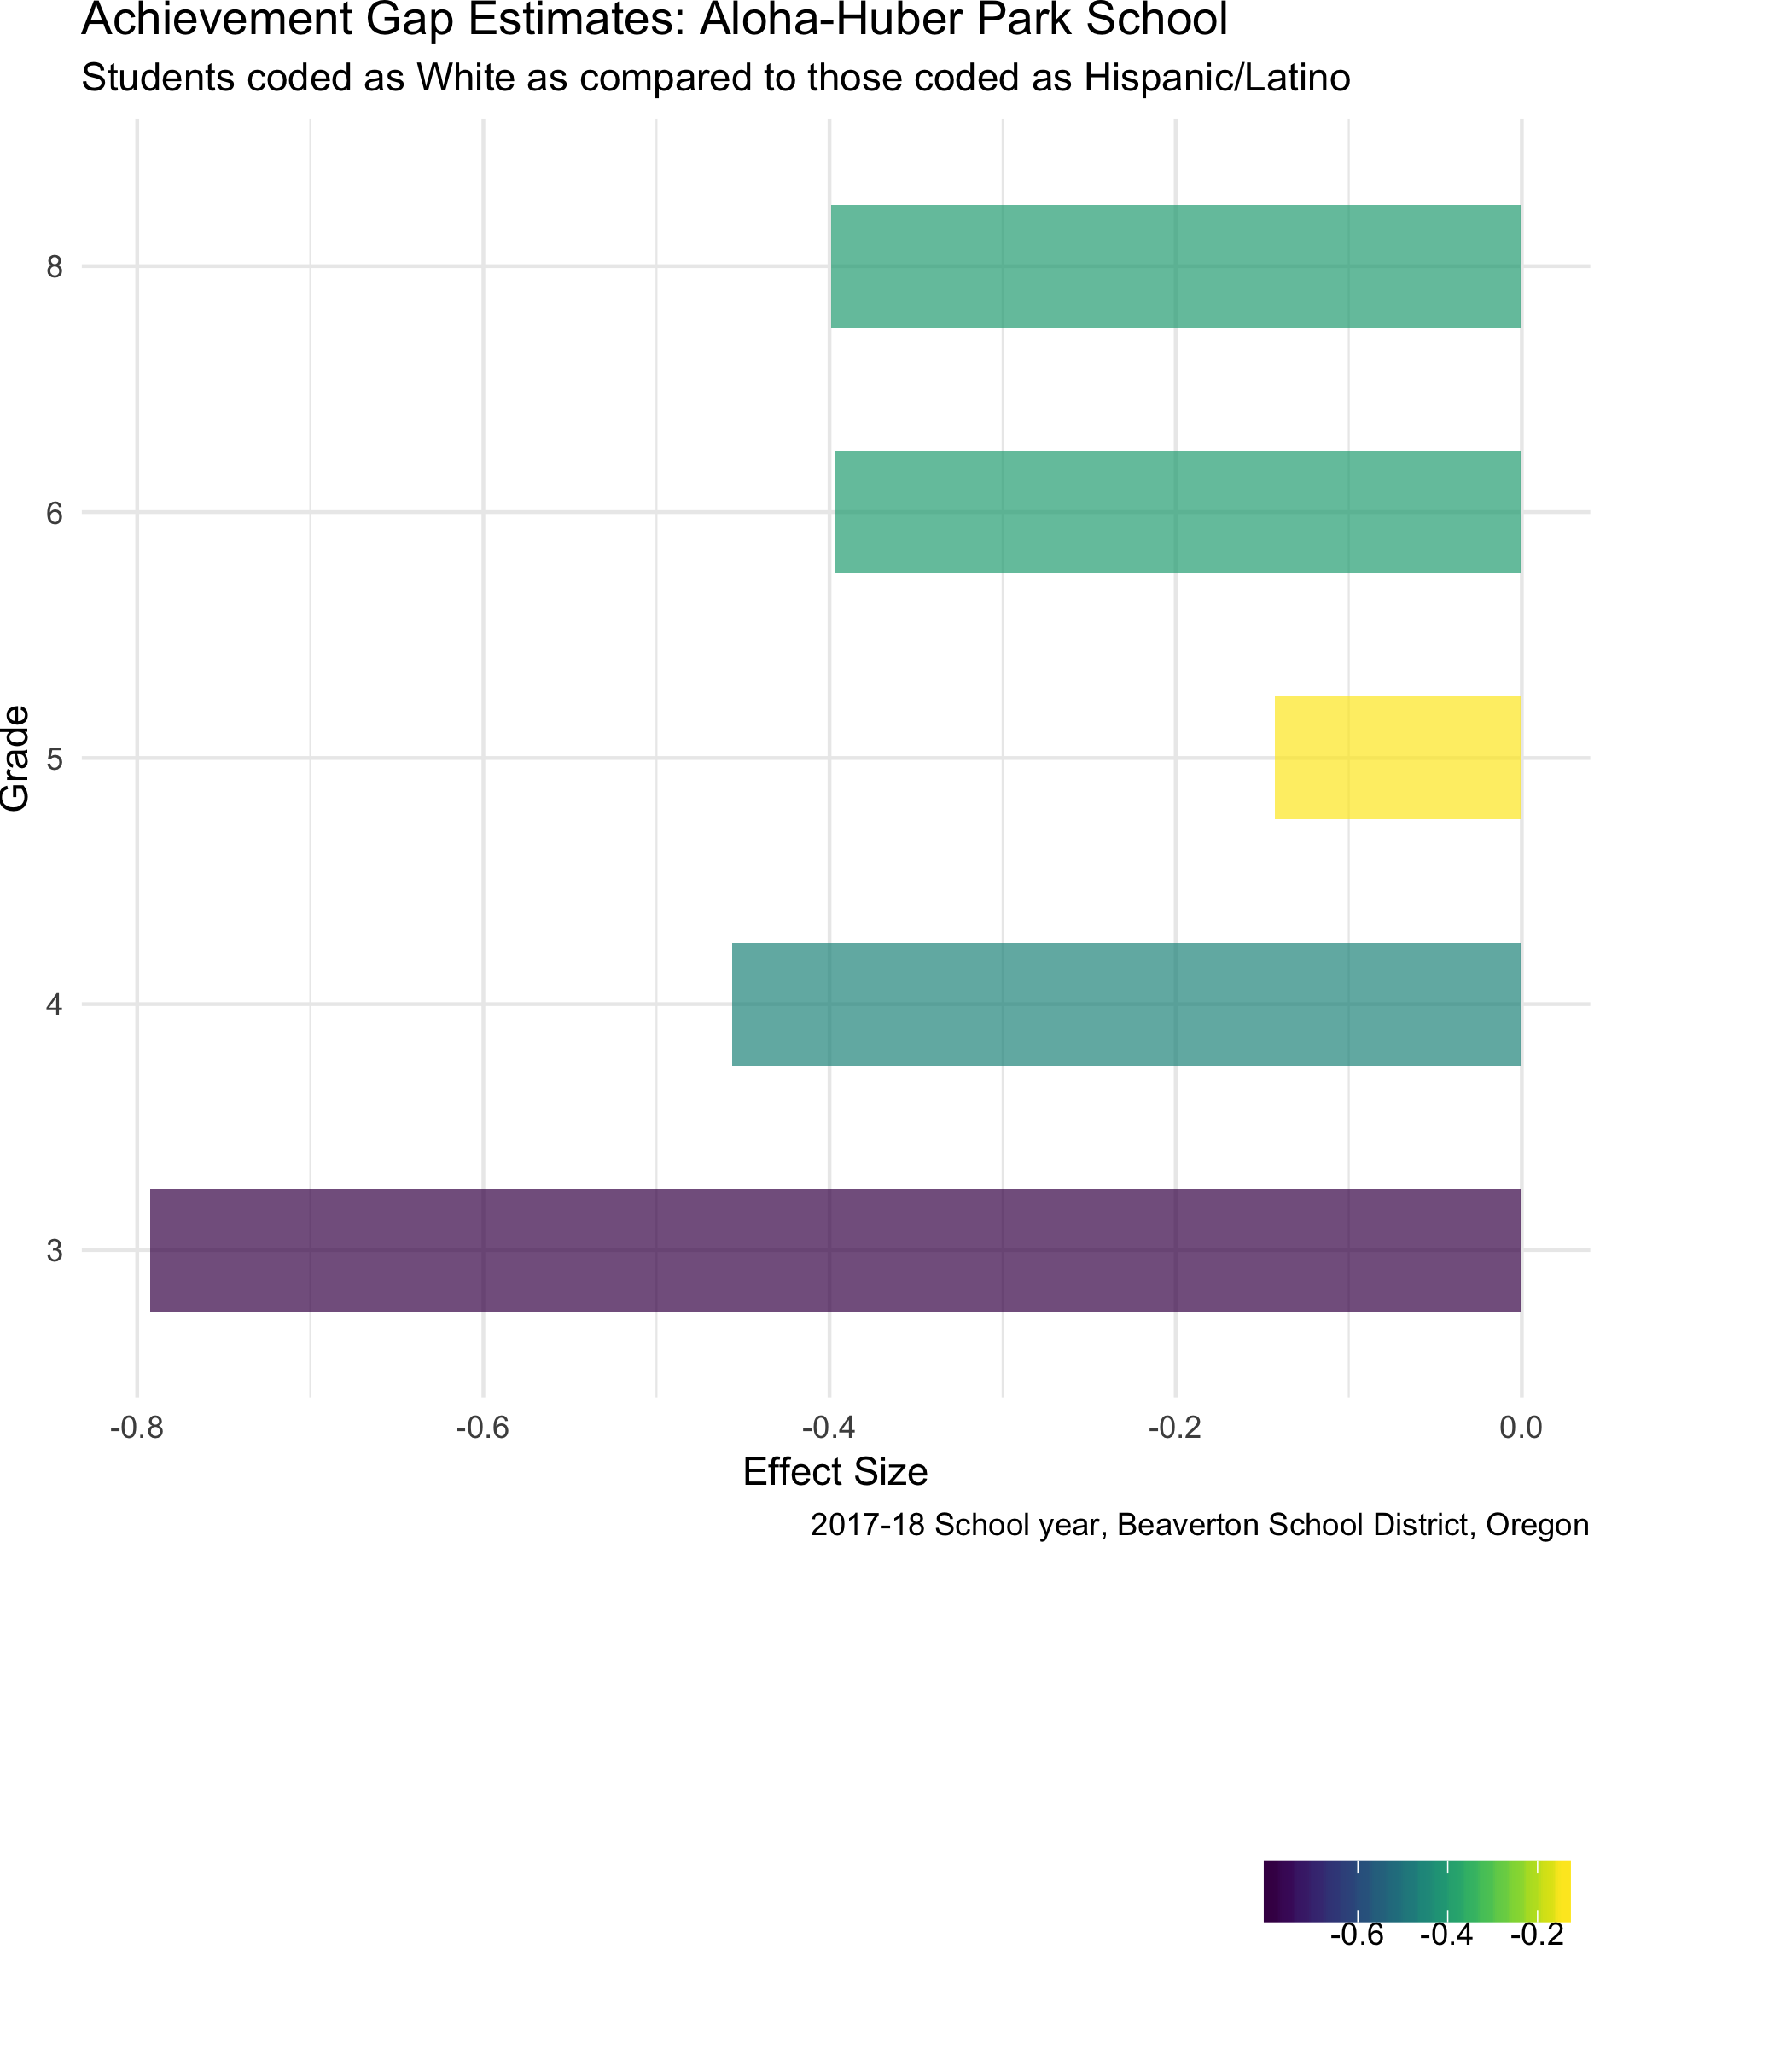 Achievement Gap Estimates: Aloha-Huber Park School
Students coded as White as compared to those coded as Hispanic/Latino
Grade
8
6
5
4
3
-0.8 -0.6 -0.4 -0.2 0.0
Effect Size
2017-18 School year, Beaverton School District, Oregon
-0.6 -0.4 -0.2